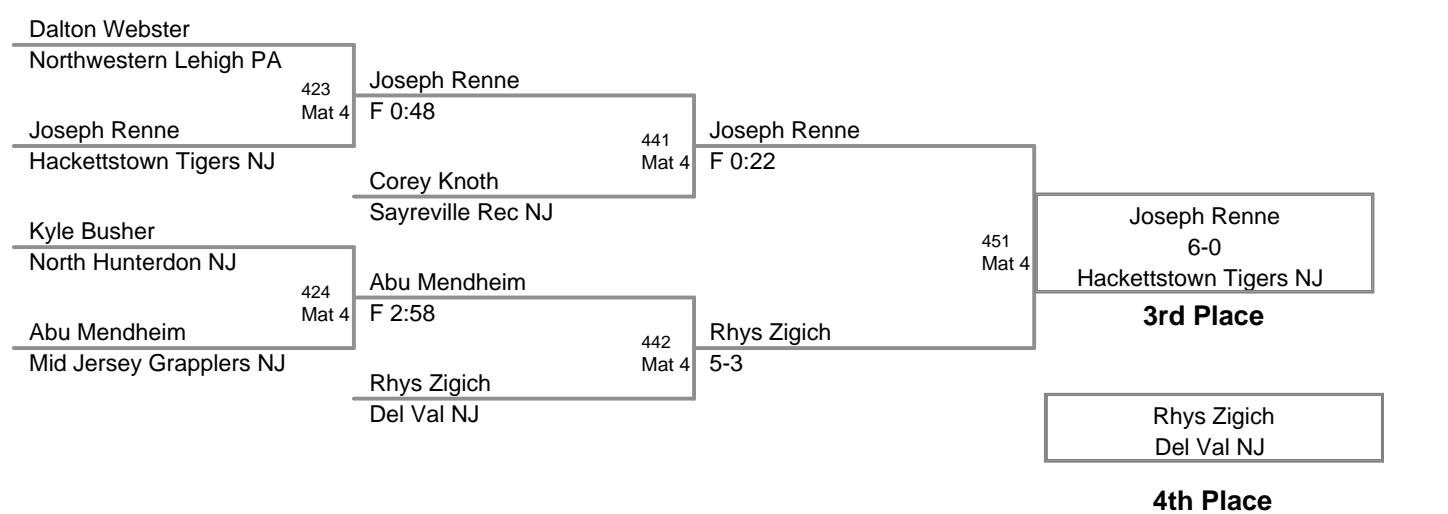 Dalton Webster
Northwestern Lehigh PA
423
Mat 4
Joseph Renne
Hackettstown Tigers NJ
Joseph Renne
F 0:48
441
Mat 4
Corey Knoth
Sayreville Rec NJ
Joseph Renne
F 0:22
Kyle Busher
North Hunterdon NJ
424
Mat 4
Abu Mendheim
Mid Jersey Grapplers NJ
Abu Mendheim
F 2:58
442
Mat 4
Rhys Zigich
Del Val NJ
Rhys Zigich
5-3
451
Mat 4
Joseph Renne
6-0
Hackettstown Tigers NJ
3rd Place
Rhys Zigich
Del Val NJ
4th Place